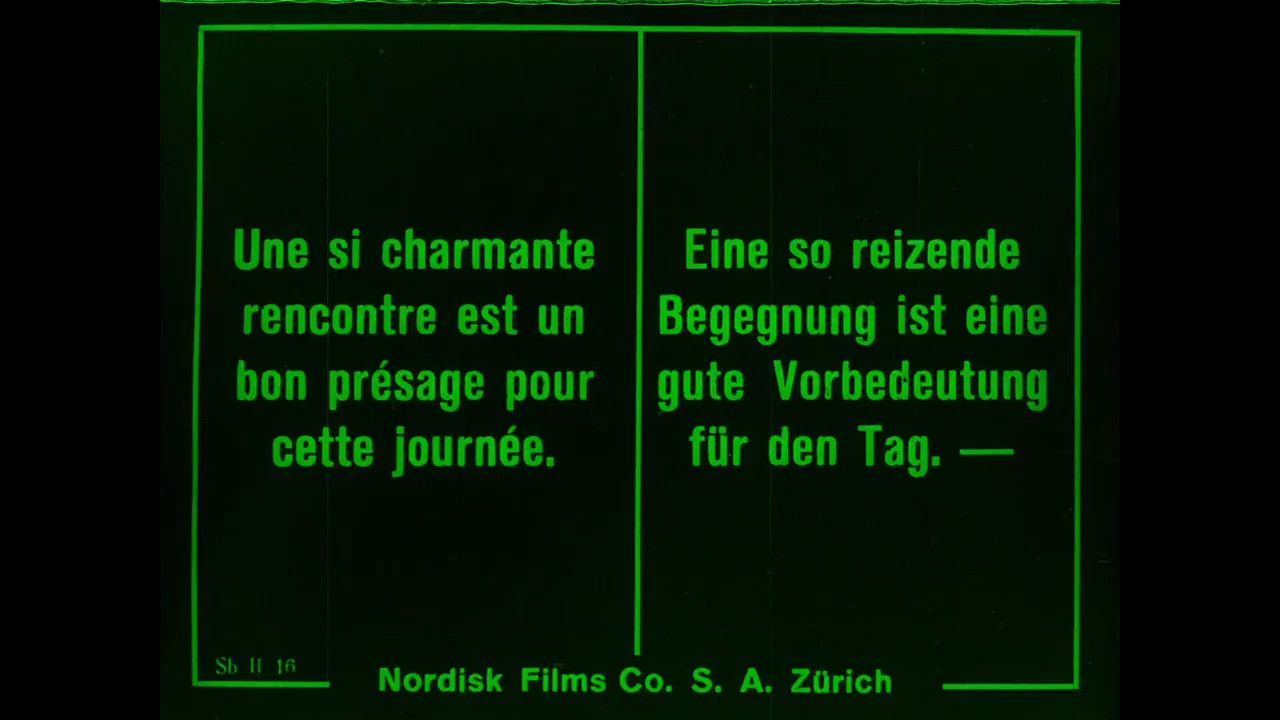 Une si charmante
rencontre est un
bon présage pour
cette journée.
Eine so reizende
Begegnung ist eine
gute Vorbedeutung
für den Tag. —
Sb II 16
Nordisk Films Co. S. A. Zürich